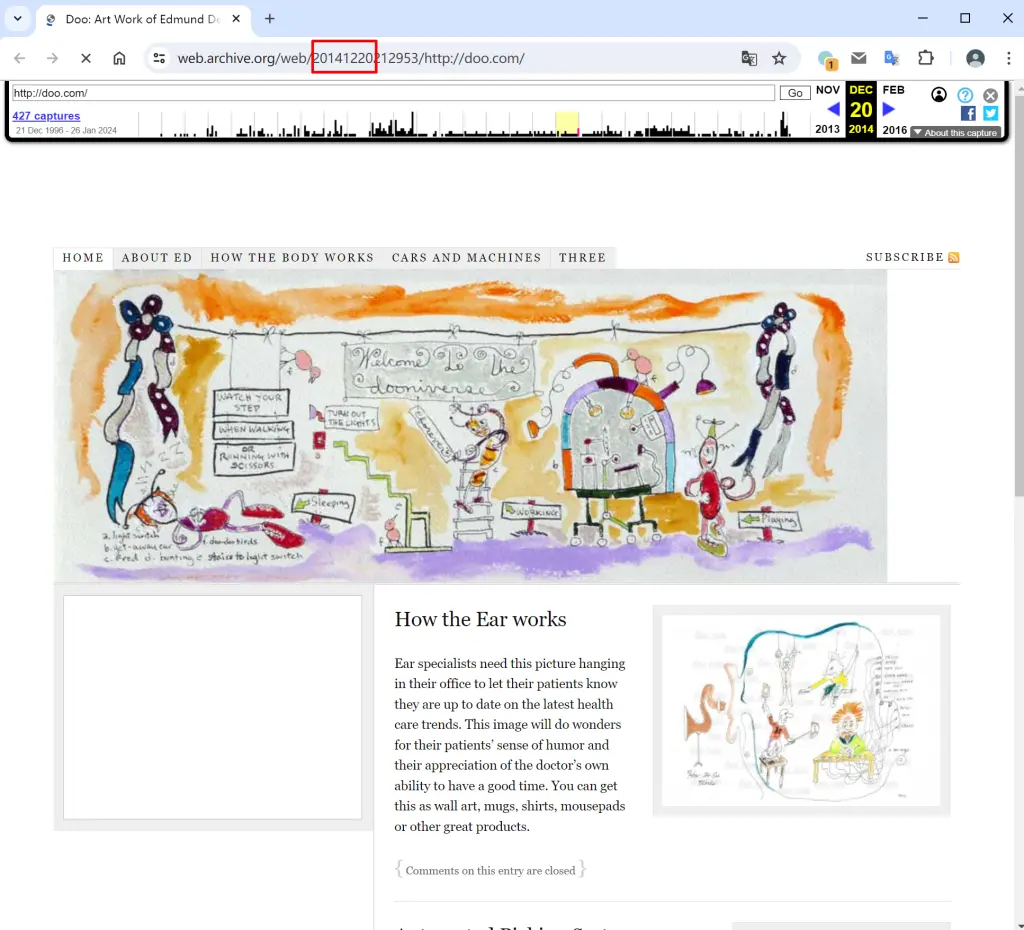 Doo: Art Work of Edmund De
web.archive.org/web/20141220212953/http://doo.com/
1
http://doo.com/
Go
NOV DEC FEB
20
2013 2014 2016
427 captures
21 Dec 1996 - 26 Jan 2024
About this capture
HOME ABOUT ED HOW THE BODY WORKS CARS AND MACHINES THREE SUBSCRIBE
Welcome To The
dooniverse
WATCH YOUR
STEP
WHEN WALKING
OR
RUNNING WITH
SCISSORS
TURN OUT
THE LIGHTS
Sleeping
WORKING
Playing
a. light switch
b. get-away car
f. doo-doo birds
c. Fred d. bunting e. stairs to light switch
How the Ear works
Ear specialists need this picture hanging
in their office to let their patients know
they are up to date on the latest health
care trends. This image will do wonders
for their patients’ sense of humor and
their appreciation of the doctor’s own
ability to have a good time. You can get
this as wall art, mugs, shirts, mousepads
or other great products.
{ Comments on this entry are closed }